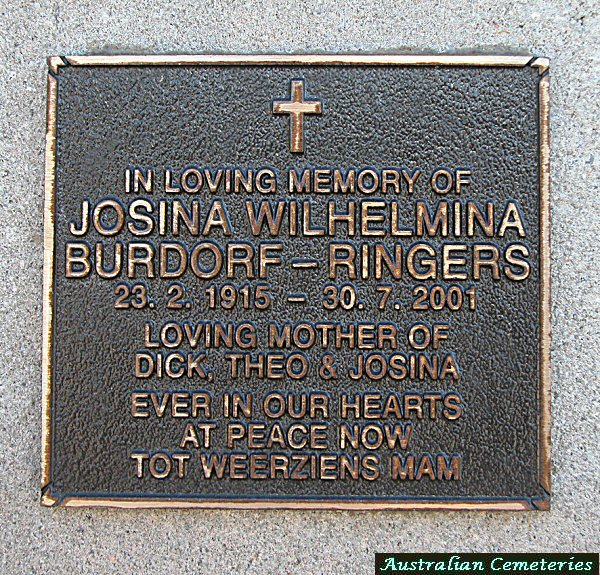 IN LOVING MEMORY OF
JOSINA WILHELMINA
BURDORF – RINGERS
23. 2. 1915 – 30. 7. 2001
LOVING MOTHER OF
DICK, THEO & JOSINA
EVER IN OUR HEARTS
AT PEACE NOW
TOT WEERZIENS MAM
Australian Cemeteries